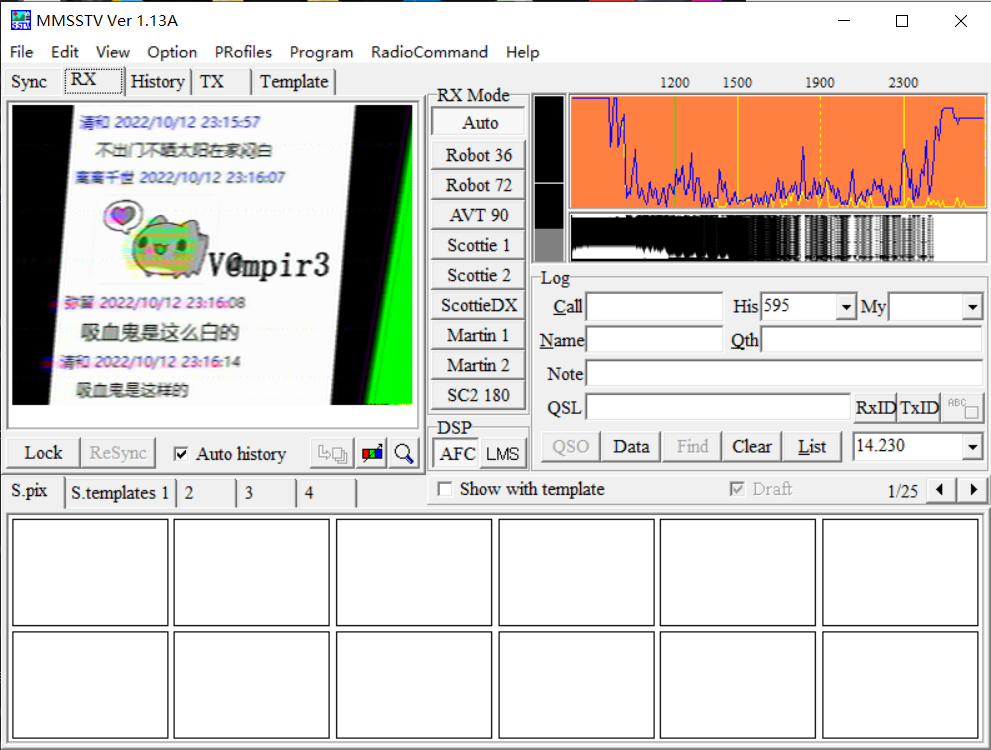 MMSSTV Ver 1.13A
File Edit View Option PRofiles Program RadioCommand Help
Sync RX History TX Template
清和 2022/10/12 23:15:57
不出门不晒太阳在家闷白
离离千世 2022/10/12 23:16:07
V@mpir3
弥留 2022/10/12 23:16:08
吸血鬼是这么白的
清和 2022/10/12 23:16:14
吸血鬼是这样的
Lock ReSync Auto history
RX Mode
Auto
Robot 36
Robot 72
AVT 90
Scottie 1
Scottie 2
ScottieDX
Martin 1
Martin 2
SC2 180
DSP
AFC LMS
1200 1500 1900 2300
Log
Call His 595 My
Name Qth
Note
QSL RxID TxID ABC
QSO Data Find Clear List 14.230
S.pix S.templates 1 2 3 4
Show with template Draft 1/25